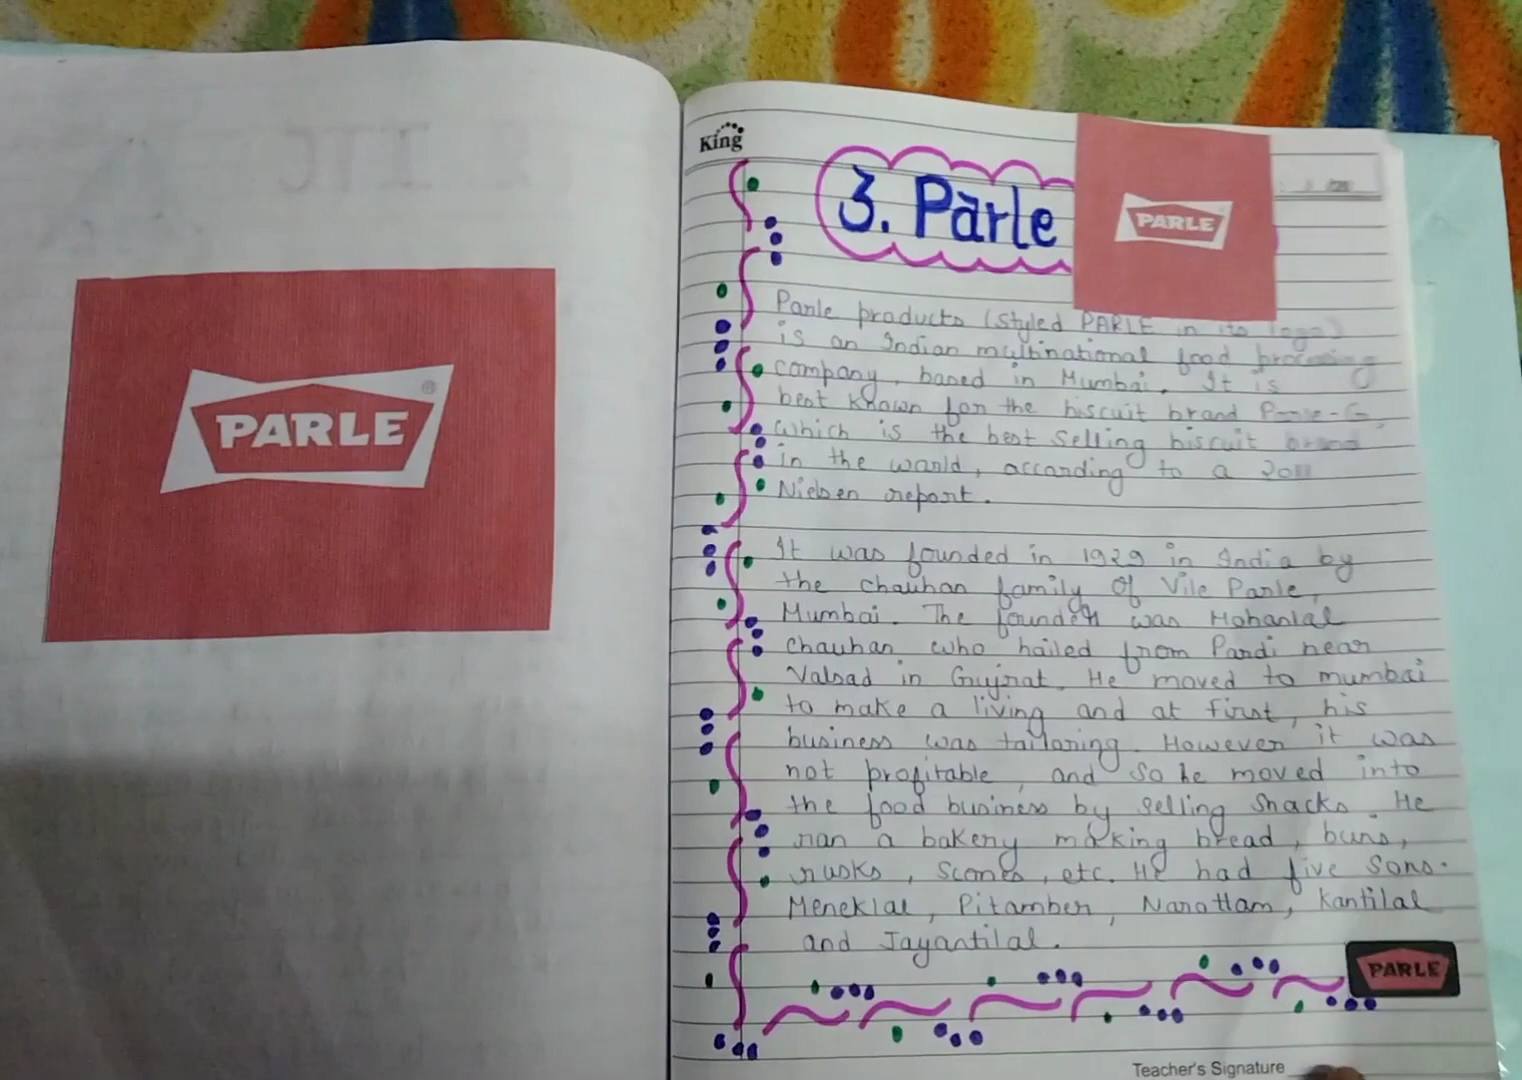 PARLE
®
King
3. Parle
PARLE
Parle products (styled PARLE in its logo)
is an Indian multinational food processing
company, based in Mumbai. It is
best known for the biscuit brand Parle-G
which is the best selling biscuit brand
in the world, according to a 2011
Nielsen report.
It was founded in 1929 in India by
the chauhan family of Vile Parle,
Mumbai. The founder was Mohanlal
Chauhan who hailed from Pardi near
Valsad in Gujrat. He moved to mumbai
to make a living and at first, his
business was tailoring. However it was
not profitable, and so he moved into
the food business by selling snacks. He
ran a bakery making bread, buns,
rusks, Scones, etc. He had five Sons.
Meneklal, Pitamber, Narottam, Kantilal
and Jayantilal.
PARLE
Teacher's Signature